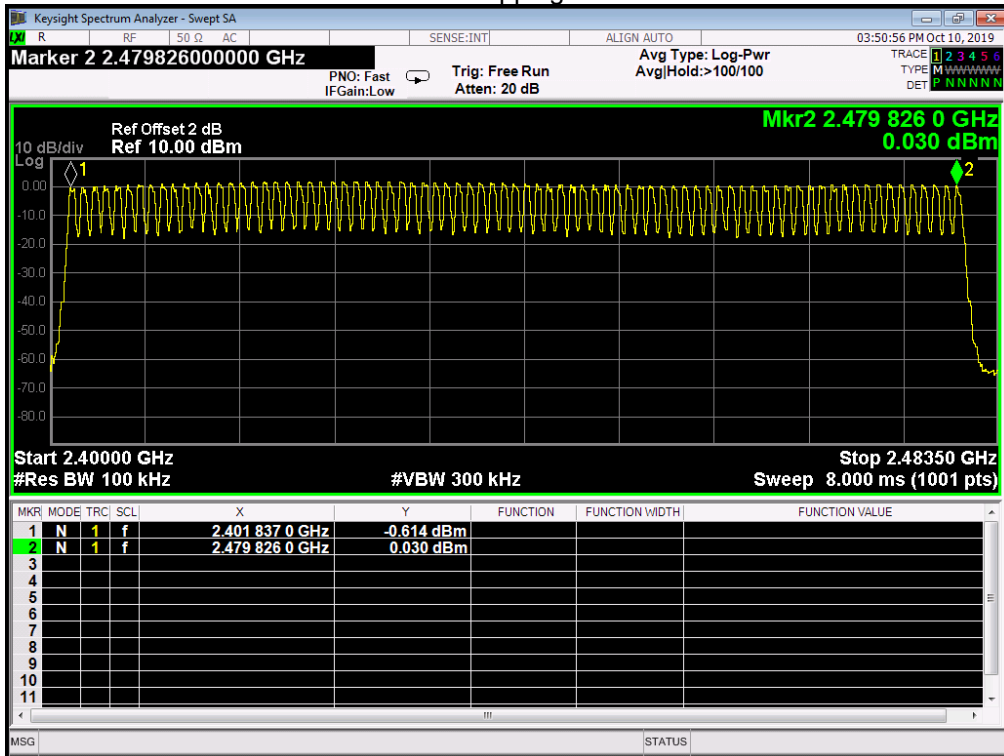 pping
Keysight Spectrum Analyzer - Swept SA
LXI R RF 50 Ω AC SENSE:INT ALIGN AUTO 03:50:56 PM Oct 10, 2019
Marker 2 2.479826000000 GHz
PNO: Fast Trig: Free Run Avg Type: Log-Pwr TRACE 1 2 3 4 5 6
IFGain:Low Atten: 20 dB Avg|Hold:>100/100 TYPE M W W W W W
DET P N N N N N
Ref Offset 2 dB Mkr2 2.479 826 0 GHz
10 dB/div Ref 10.00 dBm 0.030 dBm
Log
1 2
0.00
-10.0
-20.0
-30.0
-40.0
-50.0
-60.0
-70.0
-80.0
Start 2.40000 GHz Stop 2.48350 GHz
#Res BW 100 kHz #VBW 300 kHz Sweep 8.000 ms (1001 pts)
MKR MODE TRC SCL X Y FUNCTION FUNCTION WIDTH FUNCTION VALUE
1 N 1 f 2.401 837 0 GHz -0.614 dBm
2 N 1 f 2.479 826 0 GHz 0.030 dBm
3
4
5
6
7
8
9
10
11
MSG STATUS